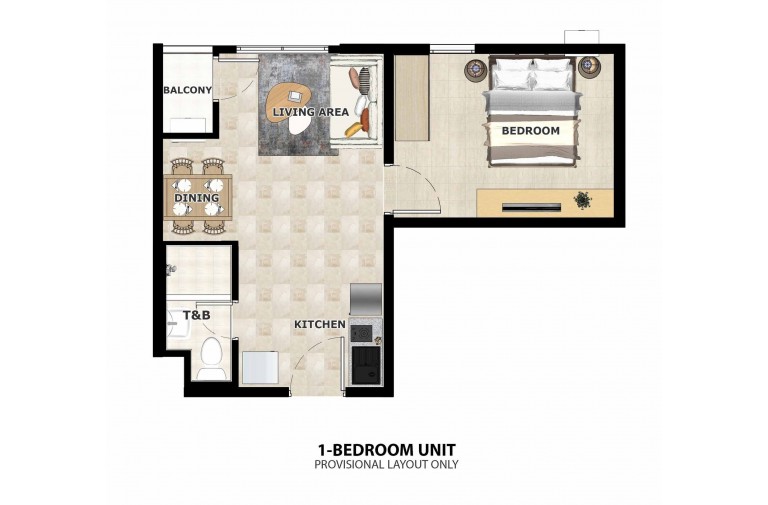 BALCONY
LIVING AREA
BEDROOM
DINING
T&B
KITCHEN
1-BEDROOM UNIT
PROVISIONAL LAYOUT ONLY